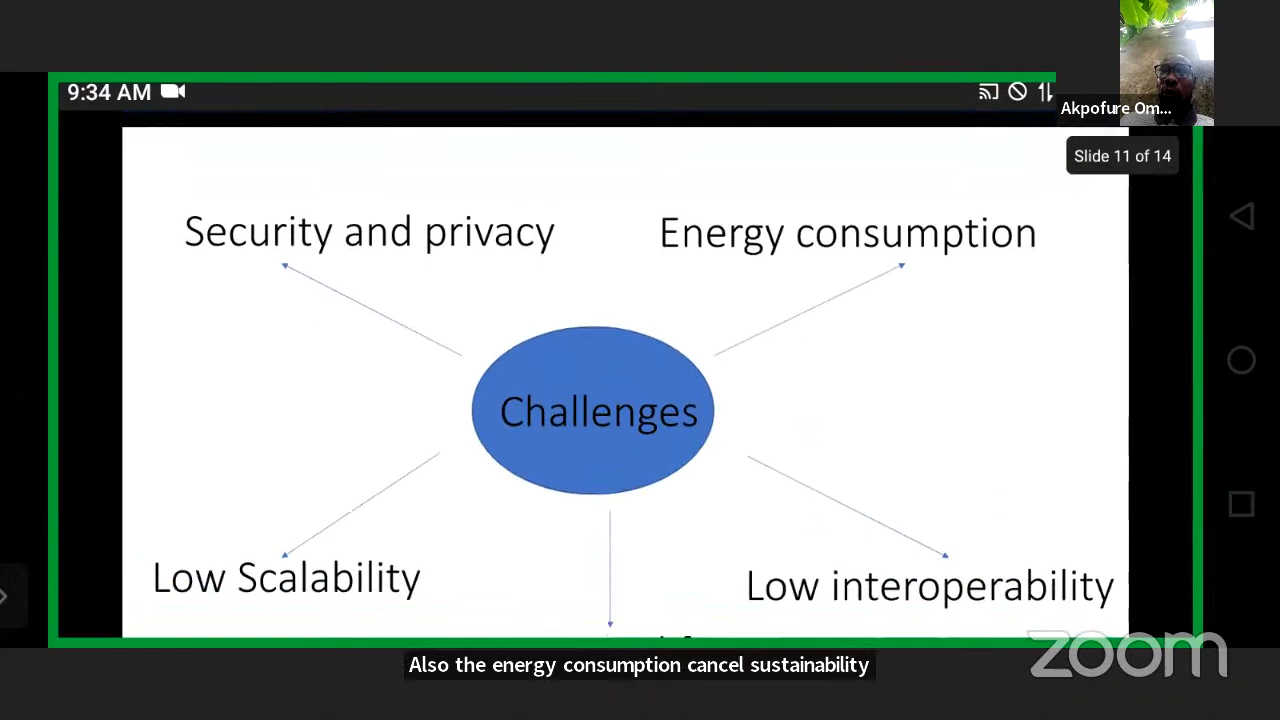 9:34 AM
Akpofure Om...
Slide 11 of 14
Security and privacy
Energy consumption
Challenges
Low Scalability
Low interoperability
zoom
Also the energy consumption cancel sustainability